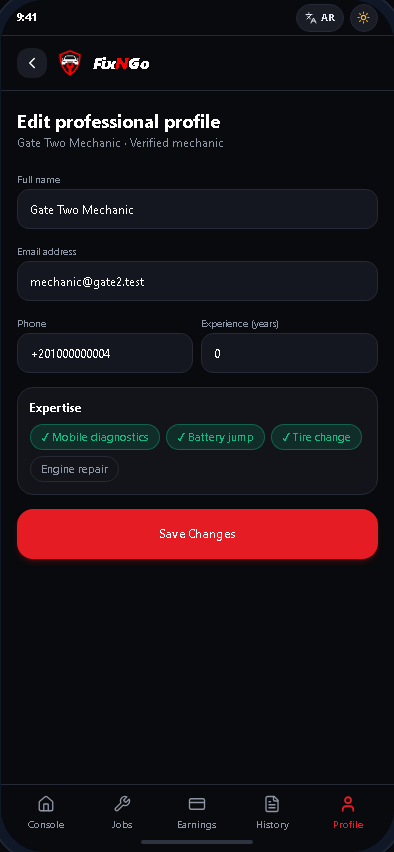 9:41
AR
FixNGo
Edit professional profile
Gate Two Mechanic · Verified mechanic
Full name
Gate Two Mechanic
Email address
mechanic@gate2.test
Phone
Experience (years)
+201000000004
0
Expertise
✓ Mobile diagnostics
✓ Battery jump
✓ Tire change
Engine repair
Save Changes
Console
Jobs
Earnings
History
Profile